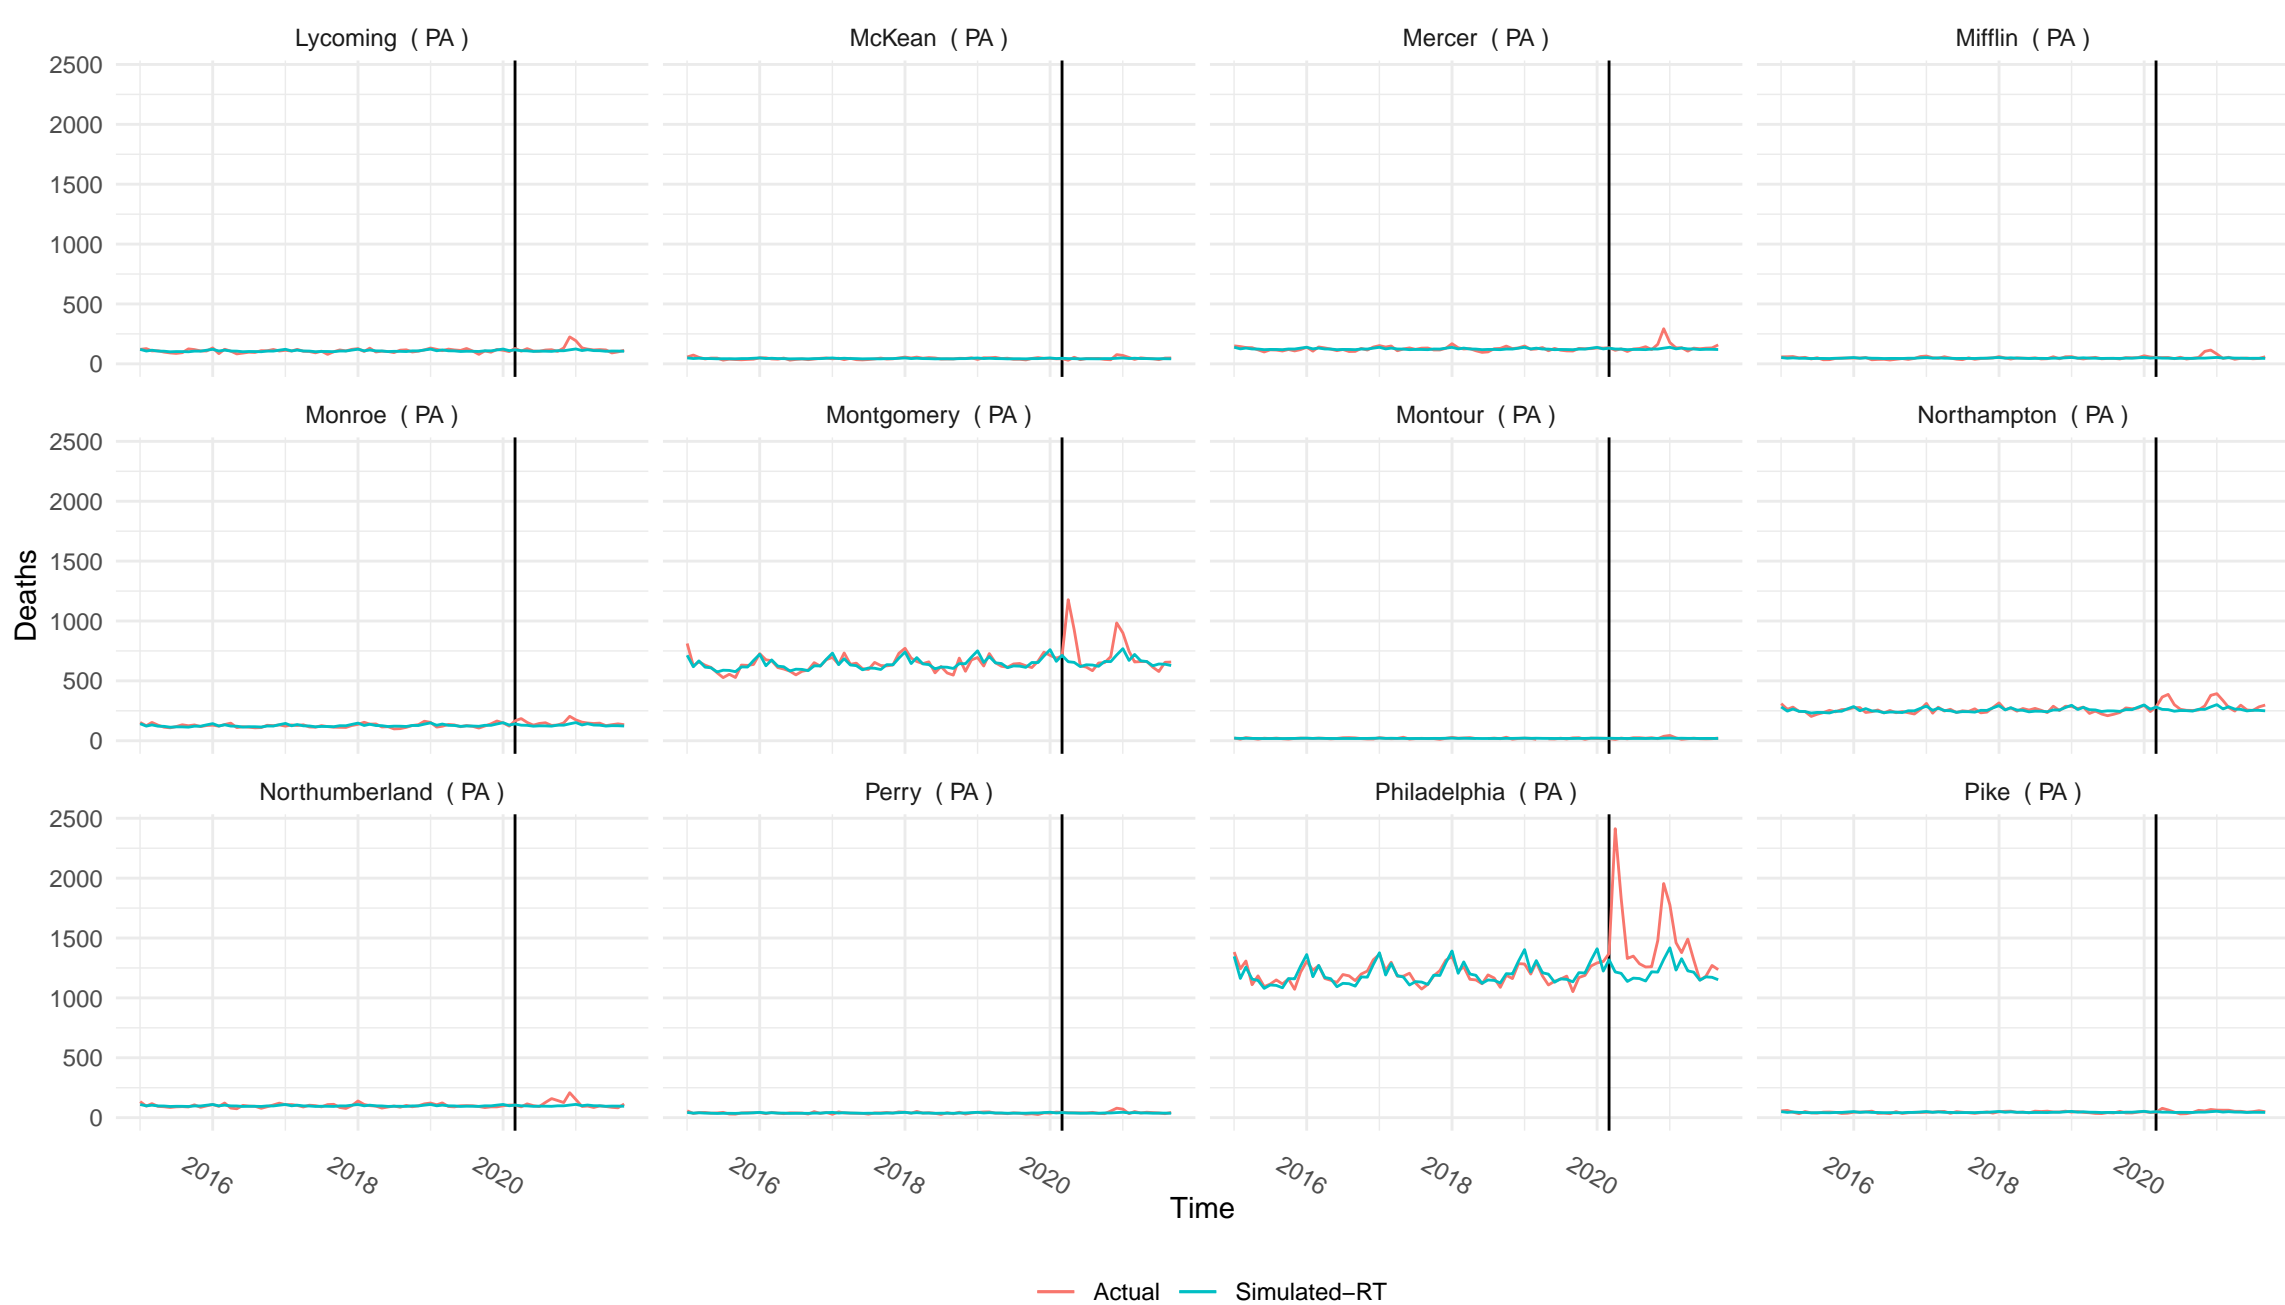 Lycoming ( PA )
McKean ( PA )
Mercer ( PA )
Mifflin ( PA )
2500
2000
1500
1000
500
0
Monroe ( PA )
Montgomery ( PA )
Montour ( PA )
Northampton ( PA )
2500
2000
1500
1000
500
0
Deaths
Northumberland ( PA )
Perry ( PA )
Philadelphia ( PA )
Pike ( PA )
2500
2000
1500
1000
500
0
2016 2018 2020
2016 2018 2020
2016 2018 2020
2016 2018 2020
Time
Actual Simulated−RT